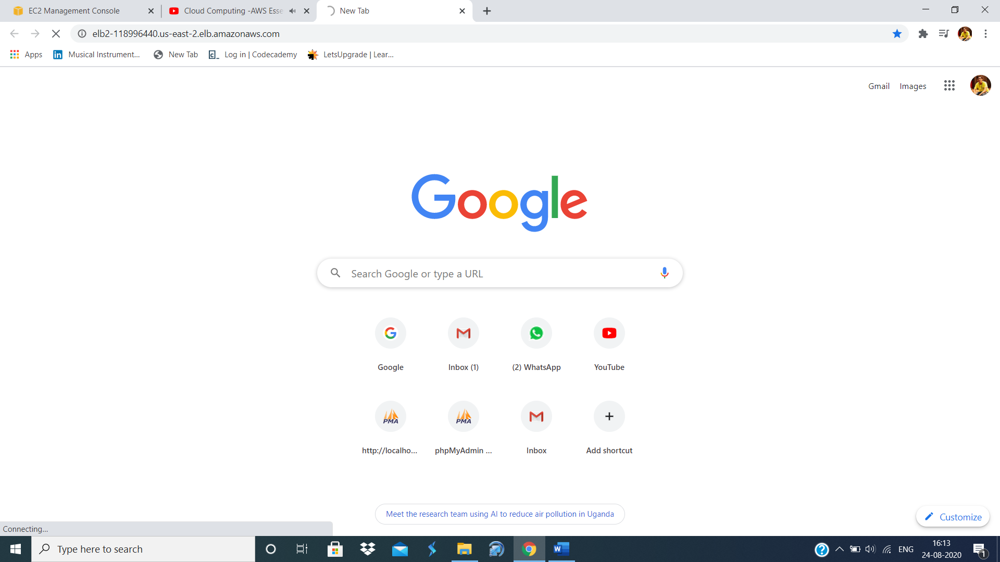 EC2 Management Console
Cloud Computing -AWS Esse
New Tab
elb2-118996440.us-east-2.elb.amazonaws.com
Apps
Musical Instrument...
New Tab
Log in | Codecademy
LetsUpgrade | Lear...
Gmail
Images
Google
Search Google or type a URL
Google
Inbox (1)
(2) WhatsApp
YouTube
PMA
PMA
http://localho...
phpMyAdmin ...
Inbox
Add shortcut
Meet the research team using AI to reduce air pollution in Uganda
Customize
Connecting...
Type here to search
ENG
16:13
24-08-2020
1